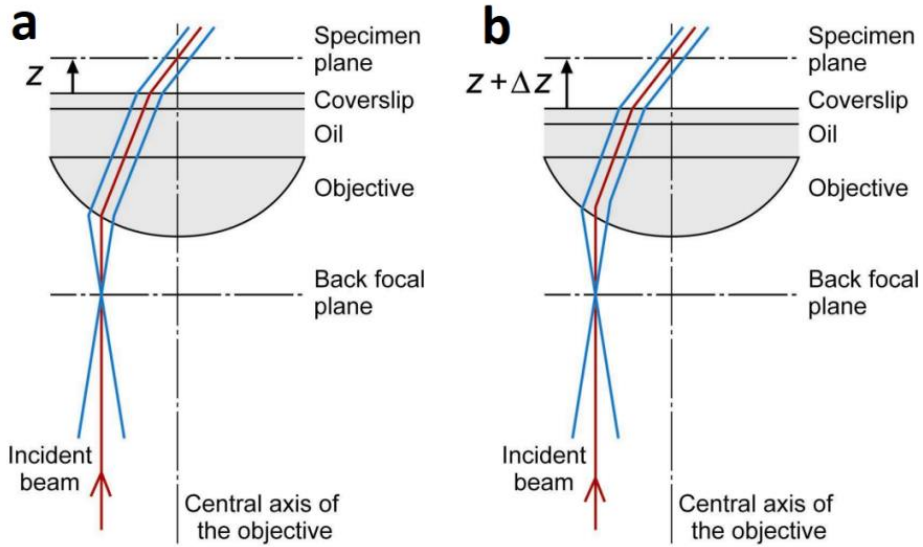 a
Specimen
plane
z
Coverslip
Oil
Objective
Back focal
plane
Incident
beam
Central axis of
the objective
b
Specimen
plane
z + Δz
Coverslip
Oil
Objective
Back focal
plane
Incident
beam
Central axis of
the objective